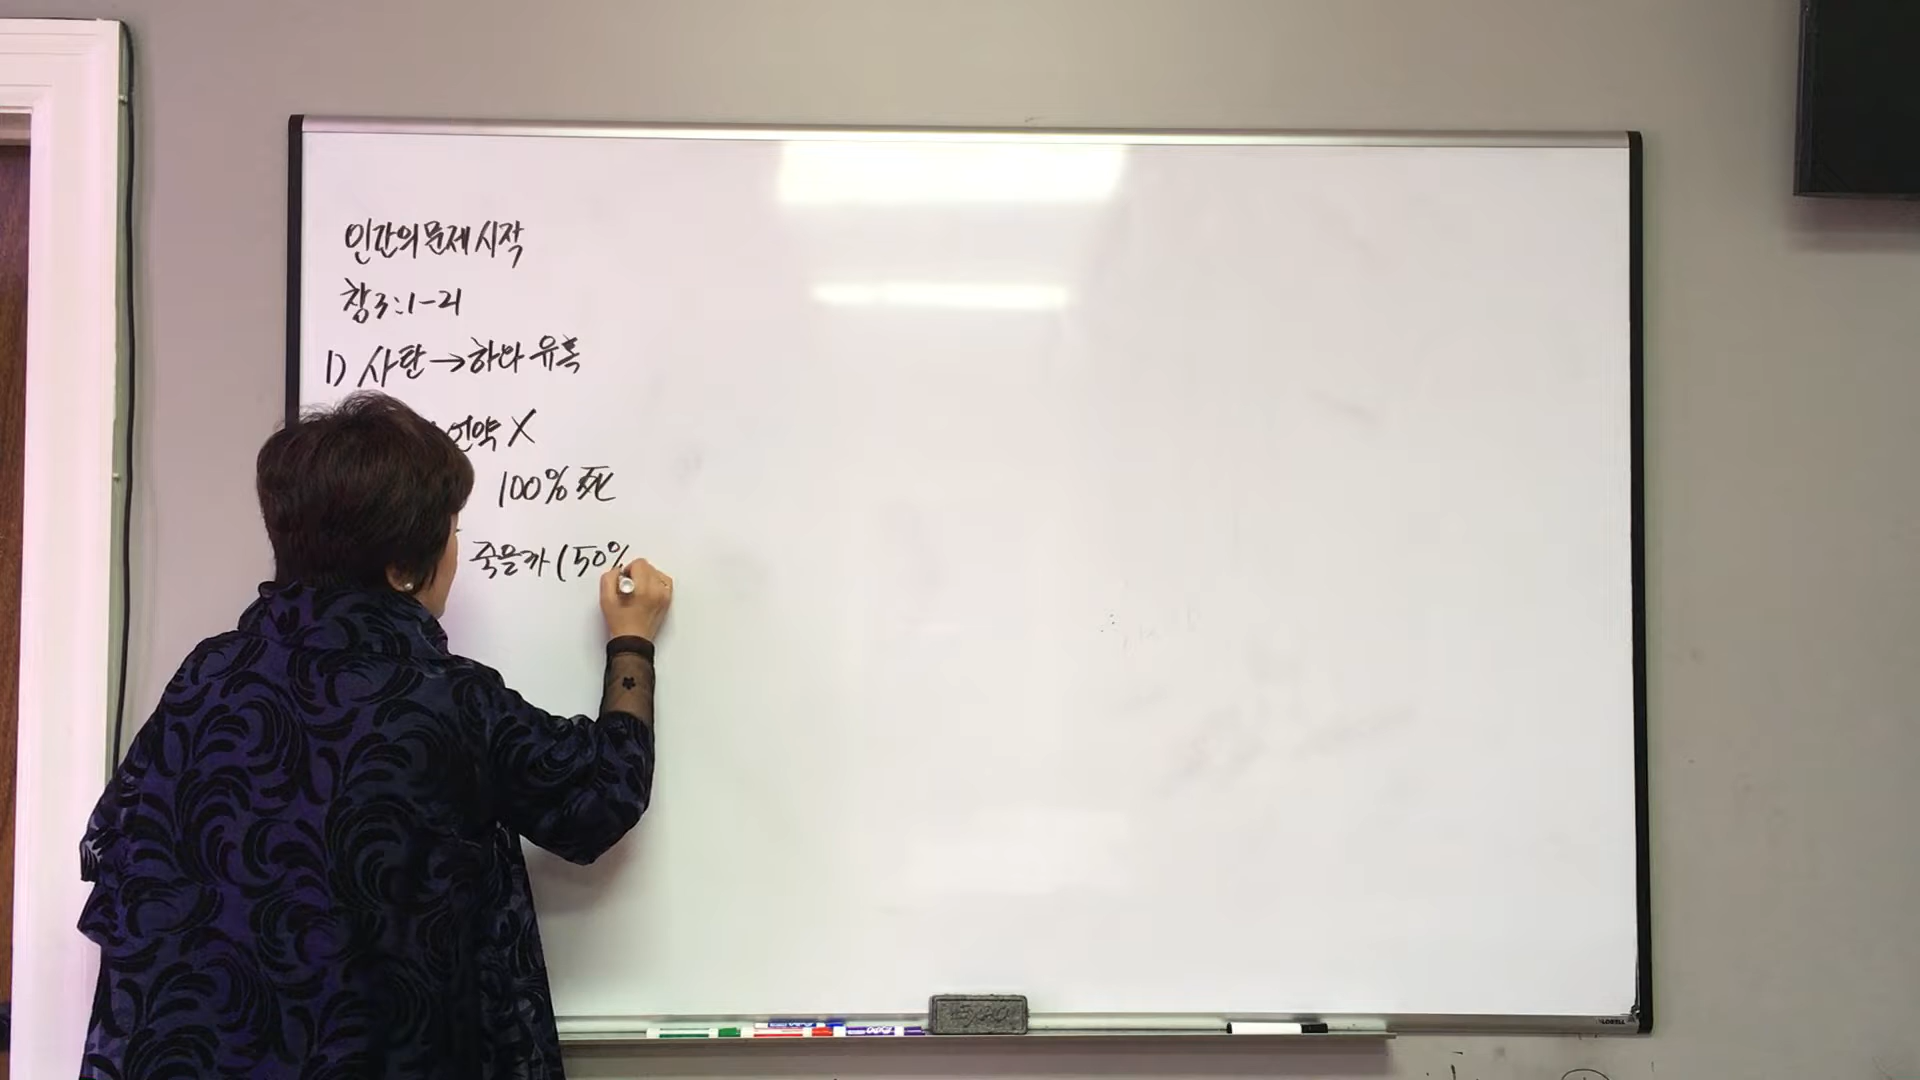 인간의 문제 시작
창3:1-21
1) 사탄→하와 유혹
언약 X
100% 死
죽을까 (50%
EXPO